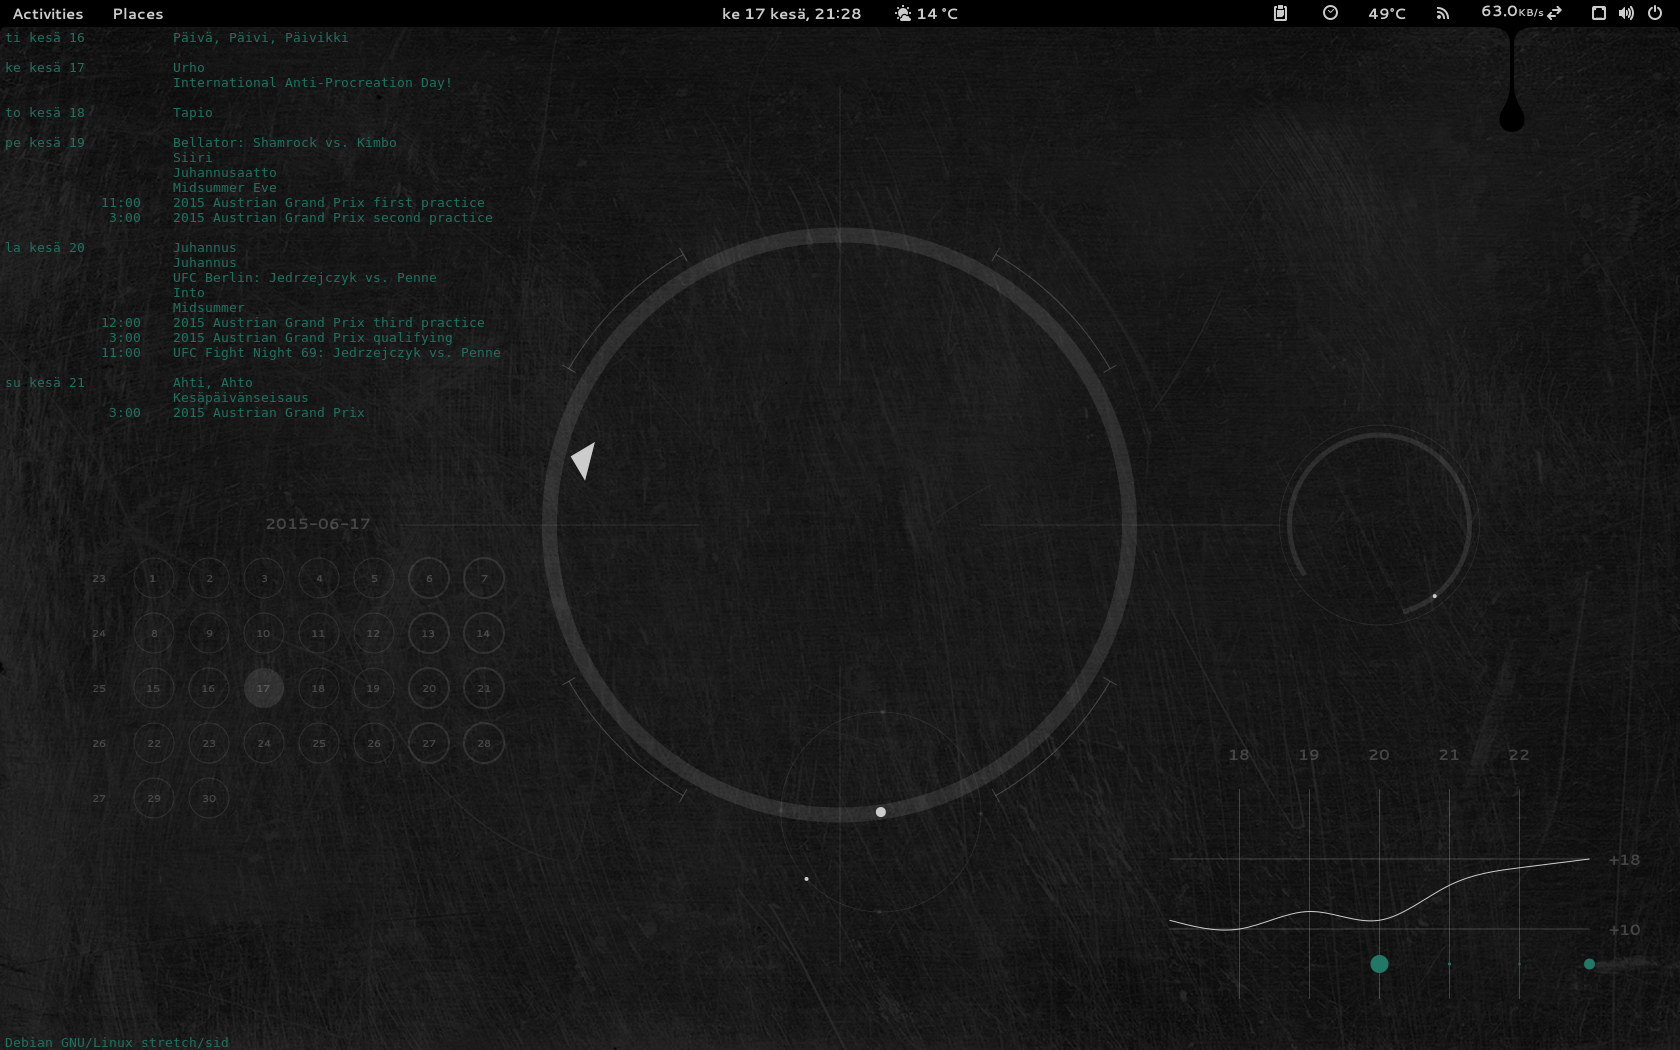 Activities Places ke 17 kesä, 21:28 14 °C 49°C 63.0KB/s
ti kesä 16 Päivä, Päivi, Päivikki
ke kesä 17 Urho
International Anti-Procreation Day!
to kesä 18 Tapio
pe kesä 19 Bellator: Shamrock vs. Kimbo
Siiri
Juhannusaatto
Midsummer Eve
11:00 2015 Austrian Grand Prix first practice
3:00 2015 Austrian Grand Prix second practice
la kesä 20 Juhannus
Juhannus
UFC Berlin: Jedrzejczyk vs. Penne
Into
Midsummer
12:00 2015 Austrian Grand Prix third practice
3:00 2015 Austrian Grand Prix qualifying
11:00 UFC Fight Night 69: Jedrzejczyk vs. Penne
su kesä 21 Ahti, Ahto
Kesäpäivänseisaus
3:00 2015 Austrian Grand Prix
2015-06-17
23 1 2 3 4 5 6 7
24 8 9 10 11 12 13 14
25 15 16 17 18 19 20 21
26 22 23 24 25 26 27 28
27 29 30
18 19 20 21 22
+18
+10
Debian GNU/Linux stretch/sid